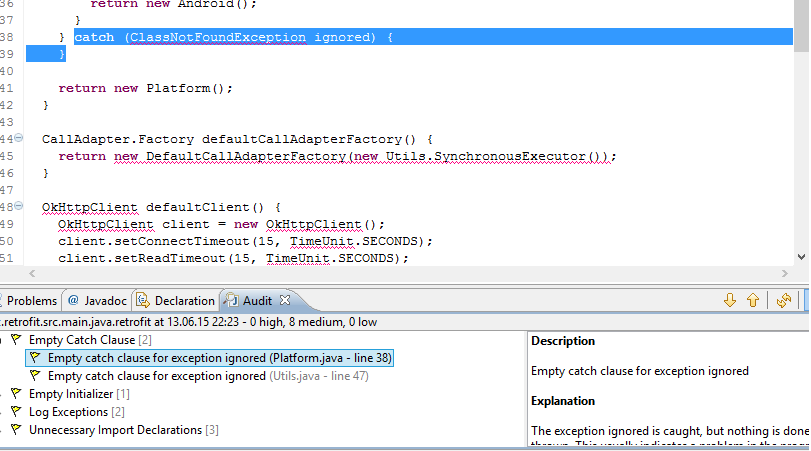 36 return new Android();
37 }
38 } catch (ClassNotFoundException ignored) {
39 }
40
41 return new Platform();
42 }
43
44 CallAdapter.Factory defaultCallAdapterFactory() {
45 return new DefaultCallAdapterFactory(new Utils.SynchronousExecutor());
46 }
47
48 OkHttpClient defaultClient() {
49 OkHttpClient client = new OkHttpClient();
50 client.setConnectTimeout(15, TimeUnit.SECONDS);
51 client.setReadTimeout(15, TimeUnit.SECONDS);
Problems @ Javadoc Declaration Audit
.retrofit.src.main.java.retrofit at 13.06.15 22:23 - 0 high, 8 medium, 0 low
Empty Catch Clause [2]
Empty catch clause for exception ignored (Platform.java - line 38)
Empty catch clause for exception ignored (Utils.java - line 47)
Empty Initializer [1]
Log Exceptions [2]
Unnecessary Import Declarations [3]
Description
Empty catch clause for exception ignored
Explanation
The exception ignored is caught, but nothing is done